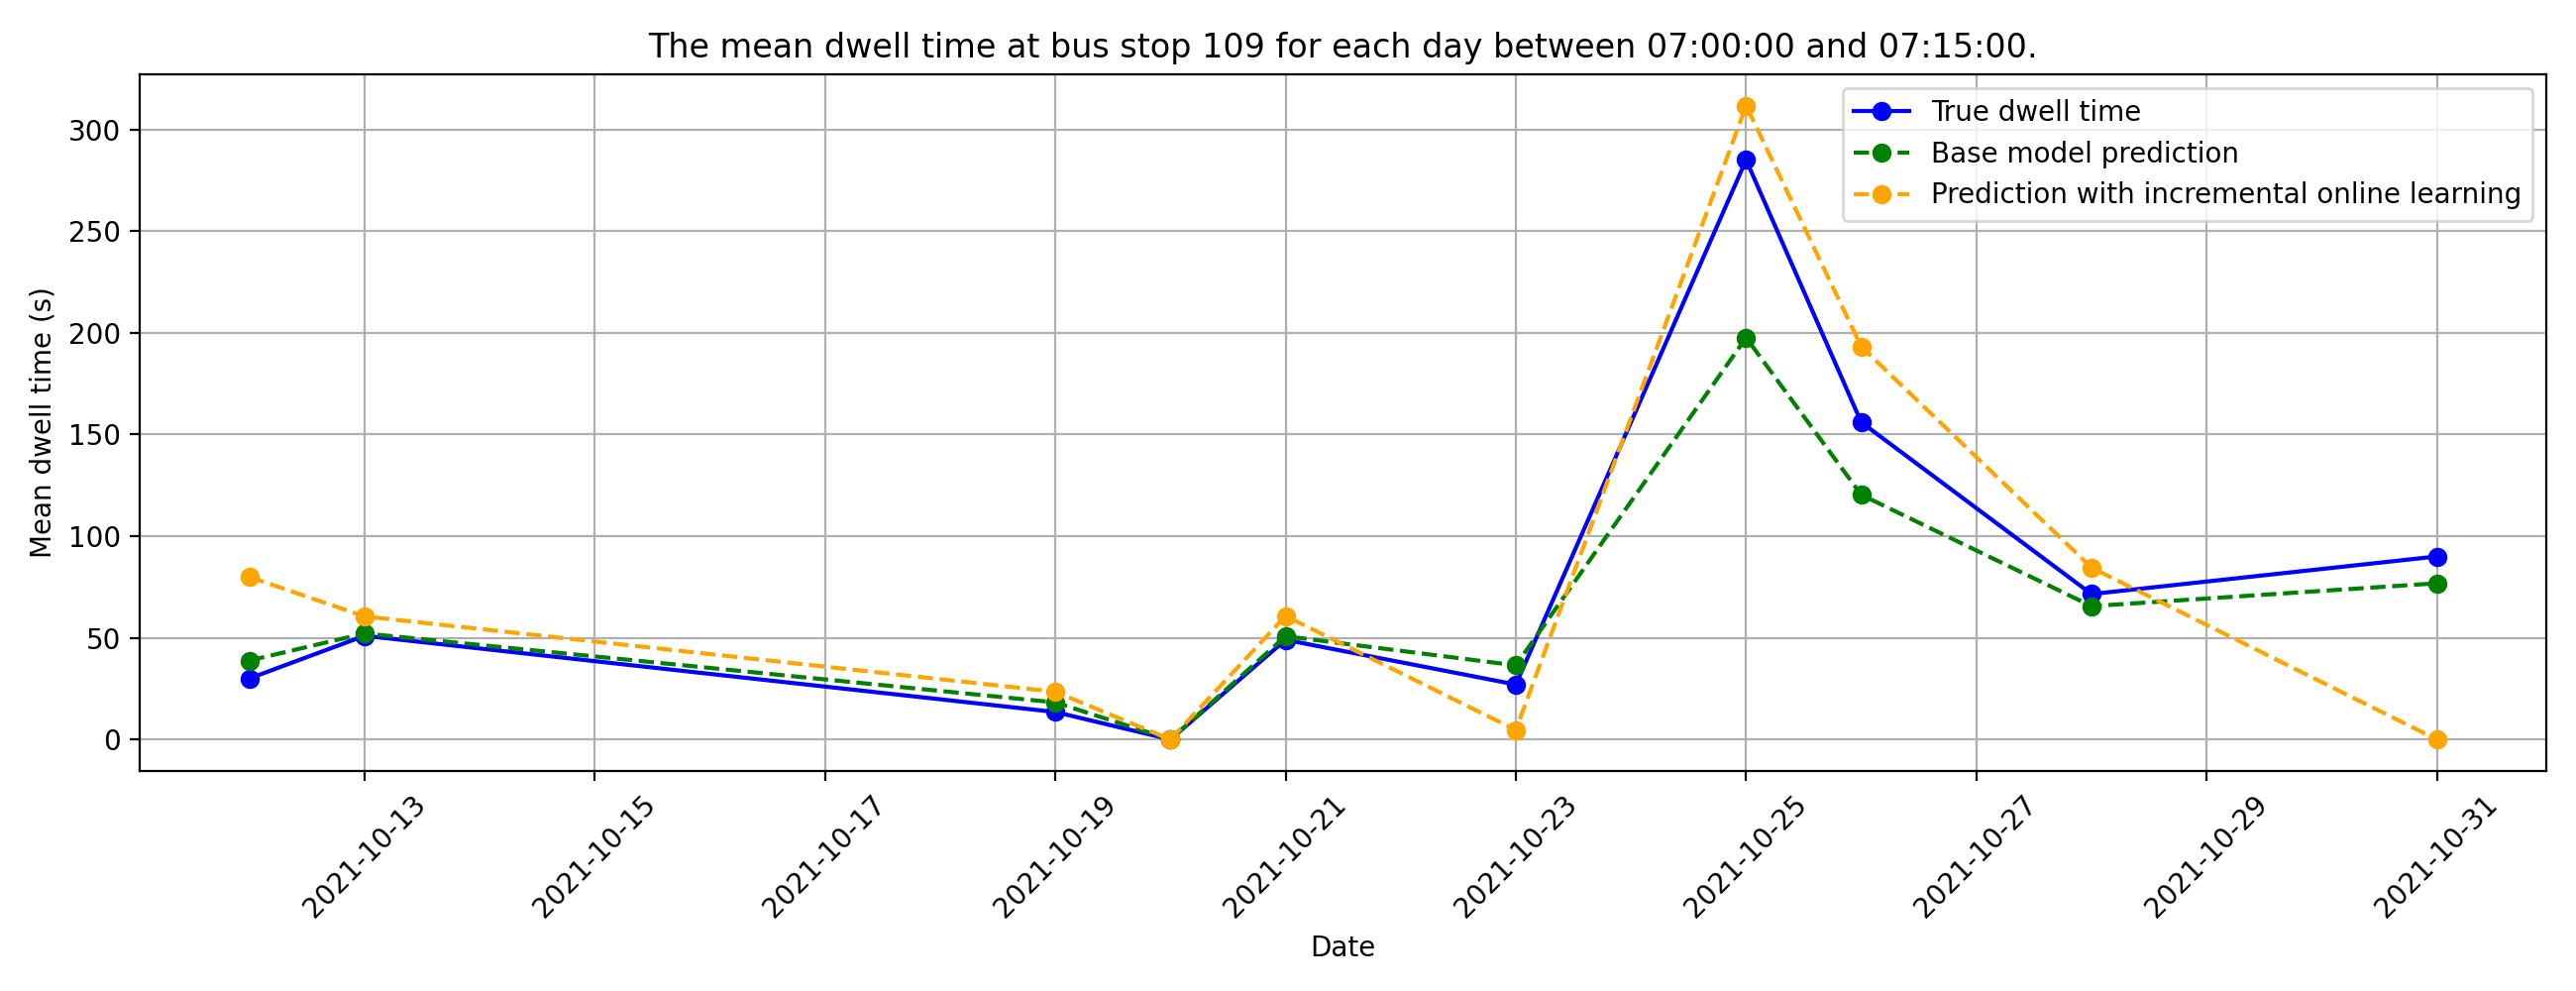 The mean dwell time at bus stop 109 for each day between 07:00:00 and 07:15:00.
True dwell time
Base model prediction
Prediction with incremental online learning
Mean dwell time (s)
300
250
200
150
100
50
0
2021-10-13
2021-10-15
2021-10-17
2021-10-19
2021-10-21
2021-10-23
2021-10-25
2021-10-27
2021-10-29
2021-10-31
Date